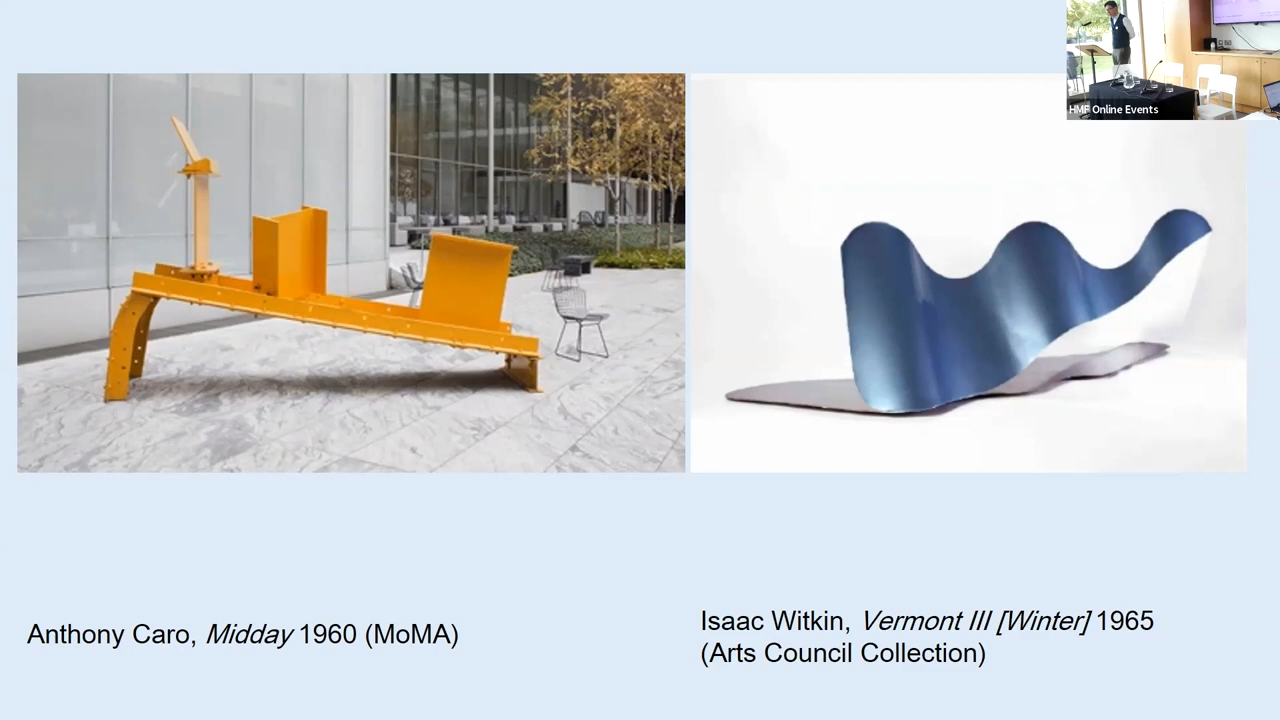 HMF Online Events
Anthony Caro, Midday 1960 (MoMA)
Isaac Witkin, Vermont III [Winter] 1965
(Arts Council Collection)